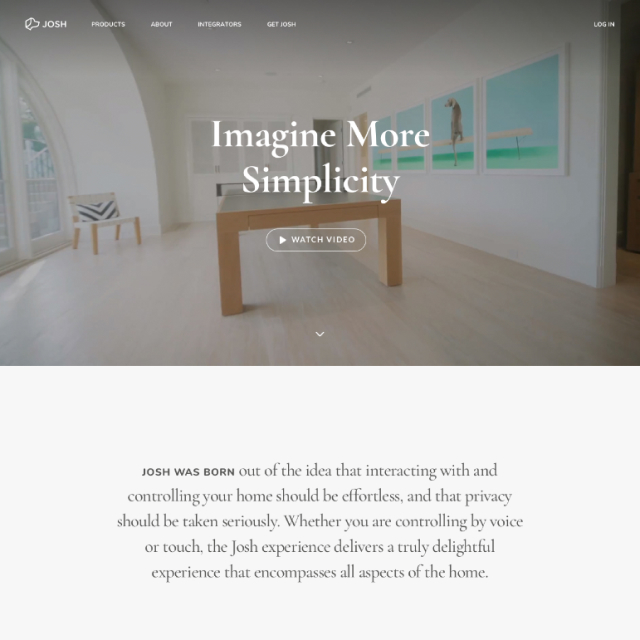 JOSH
PRODUCTS
ABOUT
INTEGRATORS
GET JOSH
LOG IN
Imagine More
Simplicity
WATCH VIDEO
JOSH WAS BORN out of the idea that interacting with and
controlling your home should be effortless, and that privacy
should be taken seriously. Whether you are controlling by voice
or touch, the Josh experience delivers a truly delightful
experience that encompasses all aspects of the home.